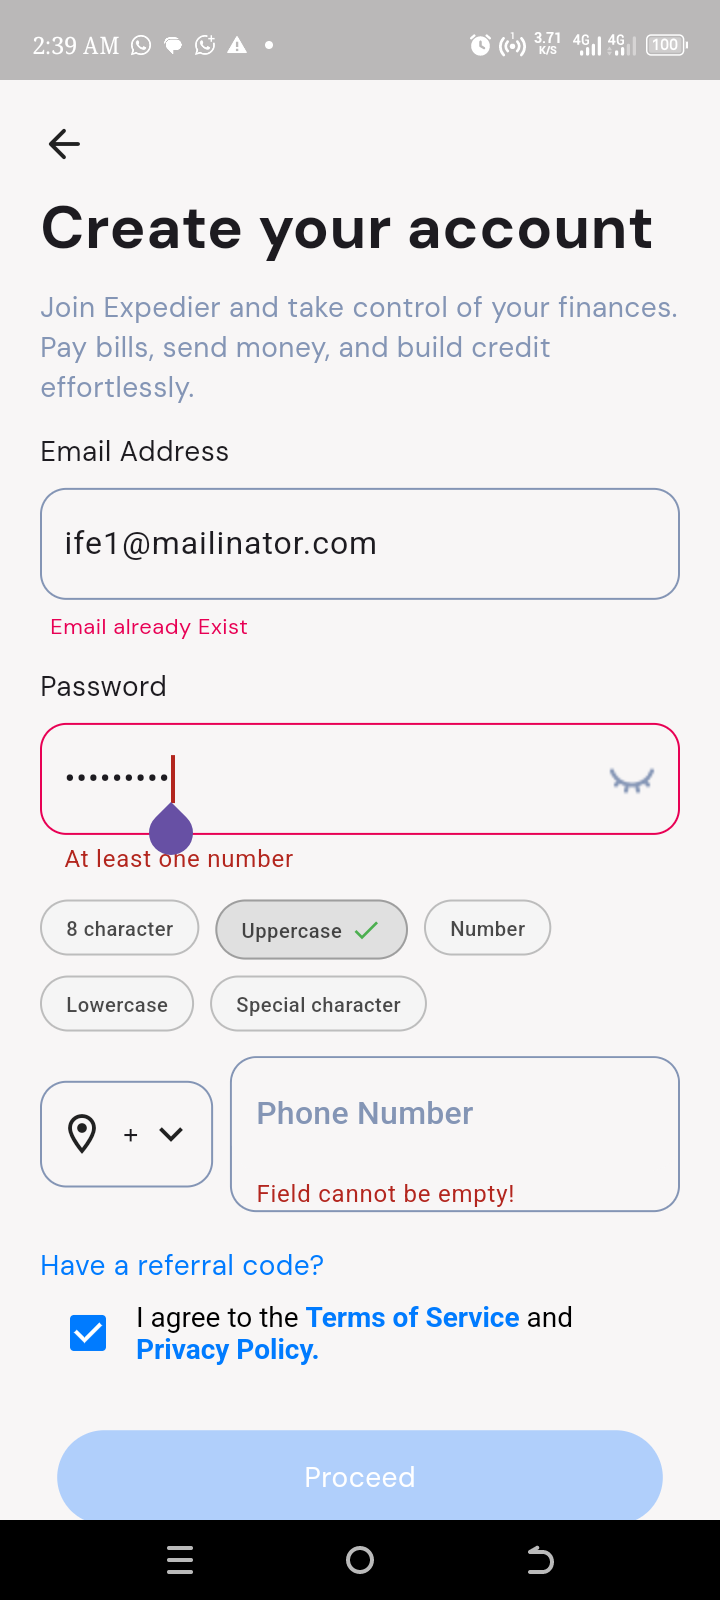 2:39 AM
1
3.71
K/S
4G
4G
100
Create your account
Join Expedier and take control of your finances.
Pay bills, send money, and build credit
effortlessly.
Email Address
ife1@mailinator.com
Email already Exist
Password
•••••••••
At least one number
8 character
Uppercase
Number
Lowercase
Special character
+
Phone Number
Field cannot be empty!
Have a referral code?
I agree to the Terms of Service and
Privacy Policy.
Proceed